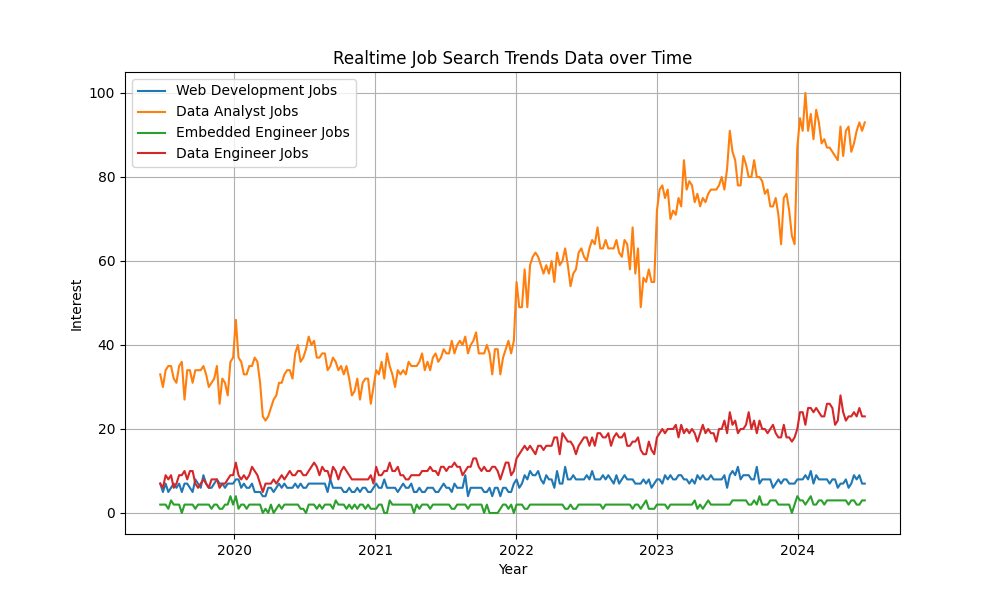 Realtime Job Search Trends Data over Time
Web Development Jobs
Data Analyst Jobs
Embedded Engineer Jobs
Data Engineer Jobs
100
80
60
40
20
0
Interest
2020 2021 2022 2023 2024
Year